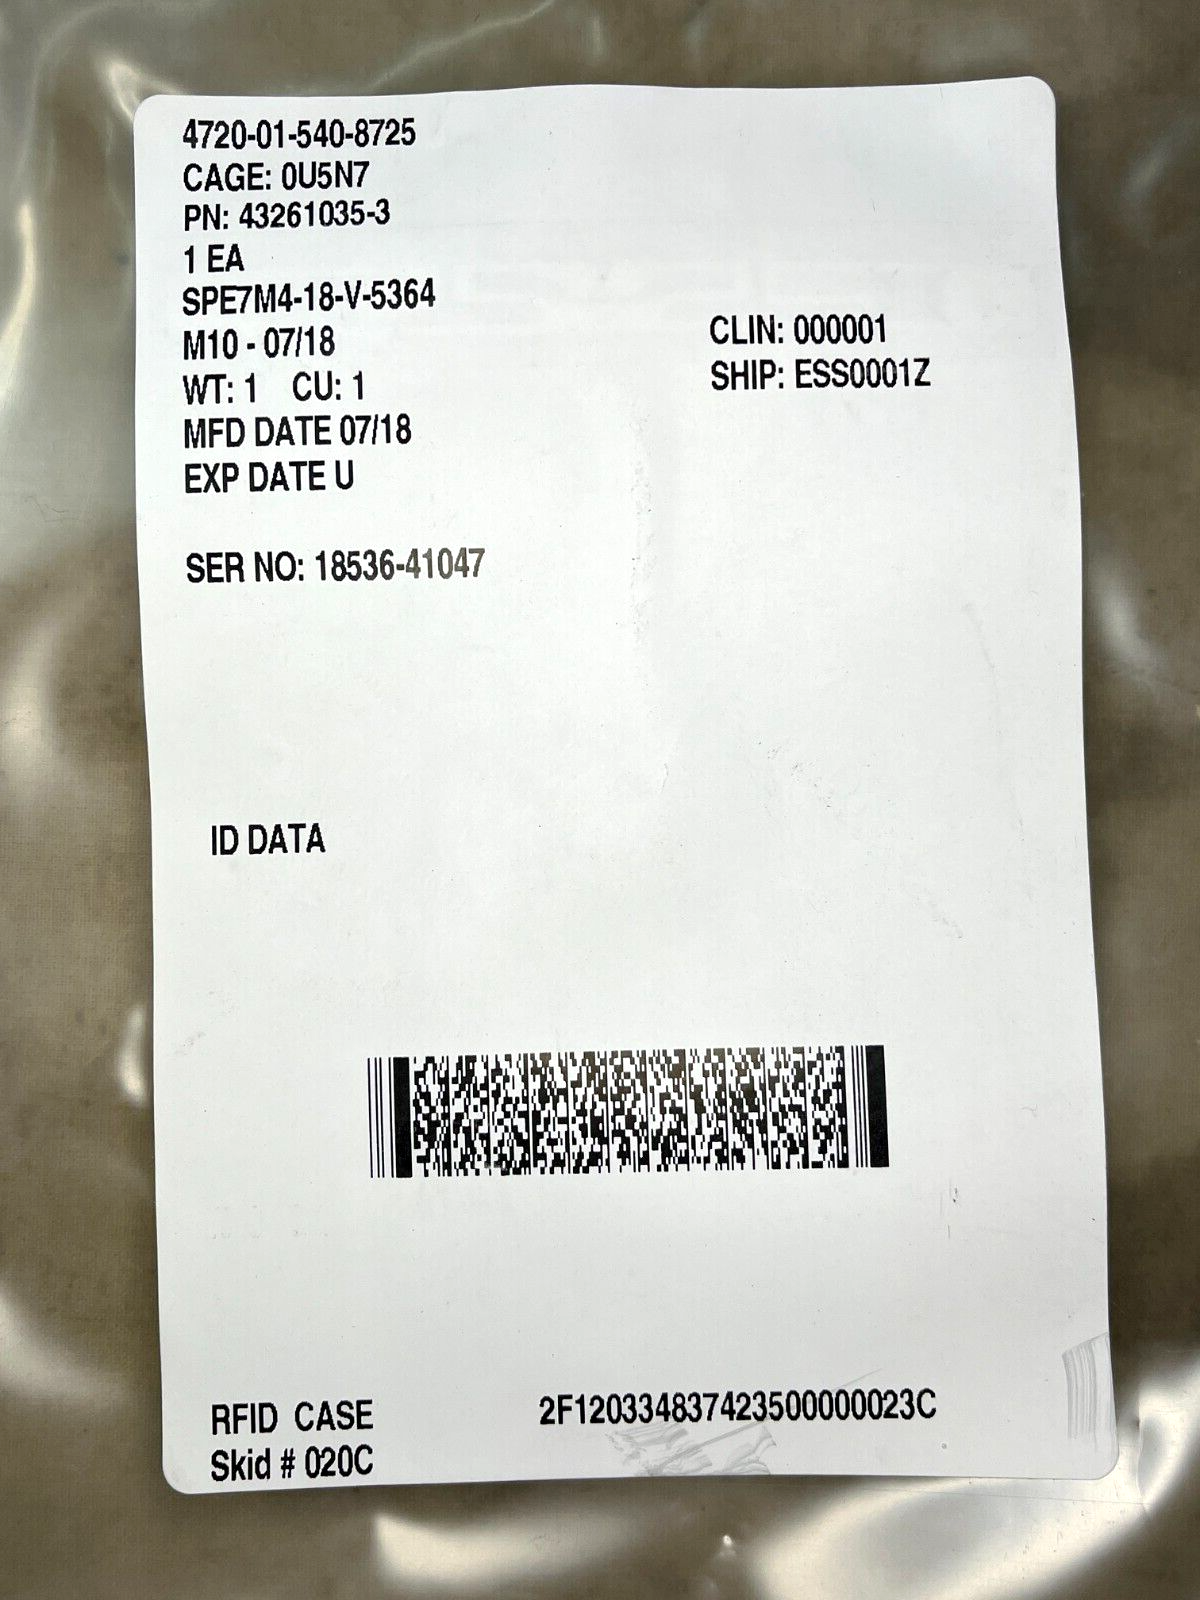 4720-01-540-8725
CAGE: 0U5N7
PN: 43261035-3
1 EA
SPE7M4-18-V-5364
M10 - 07/18
CLIN: 000001
WT: 1 CU: 1
SHIP: ESS0001Z
MFD DATE 07/18
EXP DATE U
SER NO: 18536-41047
ID DATA
RFID CASE
2F1203348374235000000023C
Skid # 020C